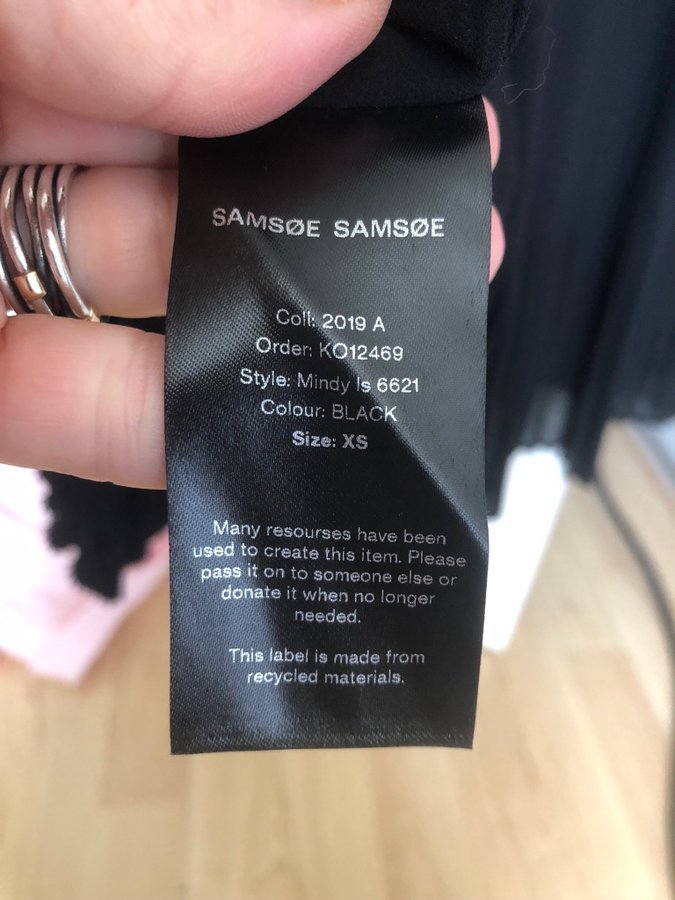 SAMSØE SAMSØE
Coll: 2019 A
Order: KO12469
Style: Mindy ls 6621
Colour: BLACK
Size: XS
Many resourses have been
used to create this item. Please
pass it on to someone else or
donate it when no longer
needed.
This label is made from
recycled materials.